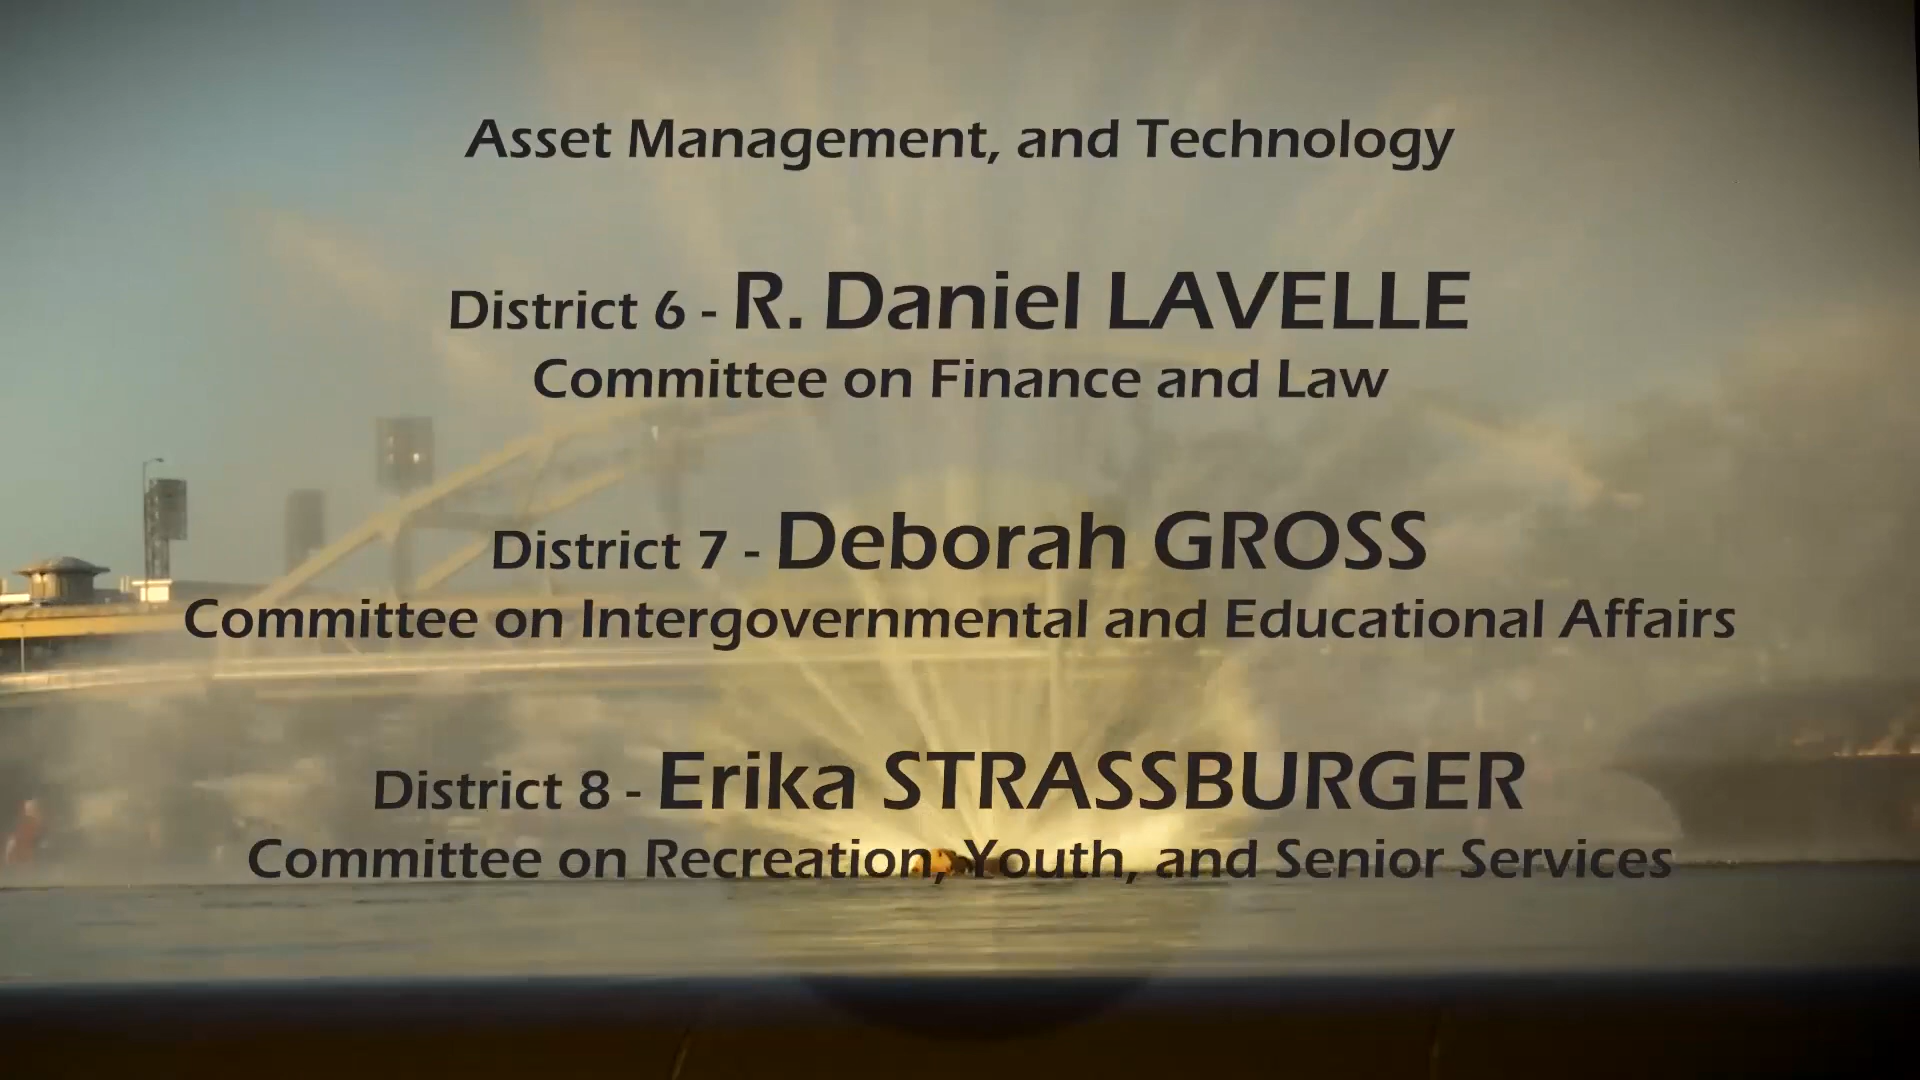 Asset Management, and Technology
District 6 - R. Daniel LAVELLE
Committee on Finance and Law
District 7 - Deborah GROSS
Committee on Intergovernmental and Educational Affairs
District 8 - Erika STRASSBURGER
Committee on Recreation, Youth, and Senior Services